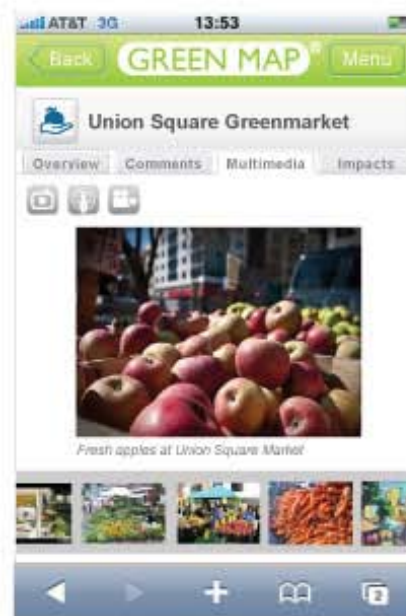 AT&T 3G 13:53
Back GREEN MAP® Menu
Union Square Greenmarket
Overview Comments Multimedia Impacts
Fresh apples at Union Square Market
2